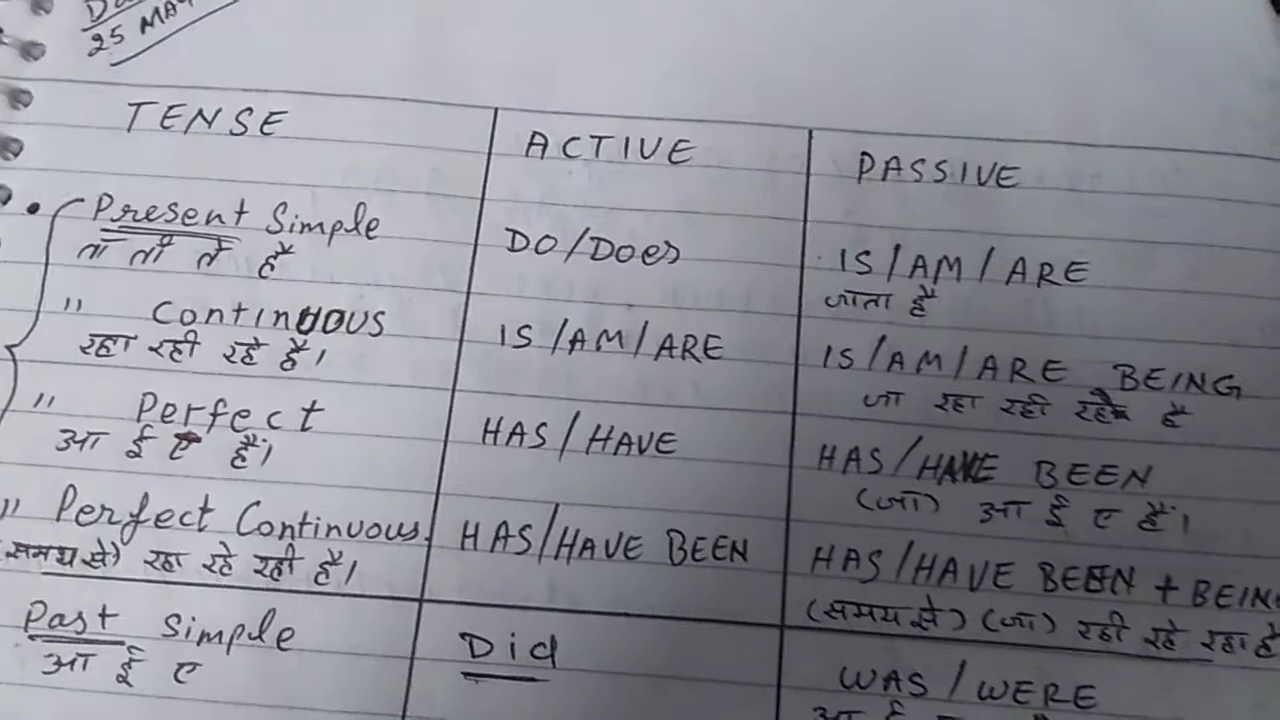 25 MAY
TENSE ACTIVE PASSIVE
Present Simple DO/Does IS/AM/ARE
ता ती ते है जाता है
" Continuous IS/AM/ARE IS/AM/ARE BEING
रहा रही रहे है। जा रहा रही रहे है
" Perfect HAS/HAVE HAS/HAVE BEEN
आ ई ए है। (जा) आ ई ए है।
" Perfect Continuous HAS/HAVE BEEN HAS/HAVE BEEN + BEING
(समय से) रहा रहे रही है। (समय से) (जा) रही रहे रहा है
Past Simple Did WAS/WERE
आ ई ए